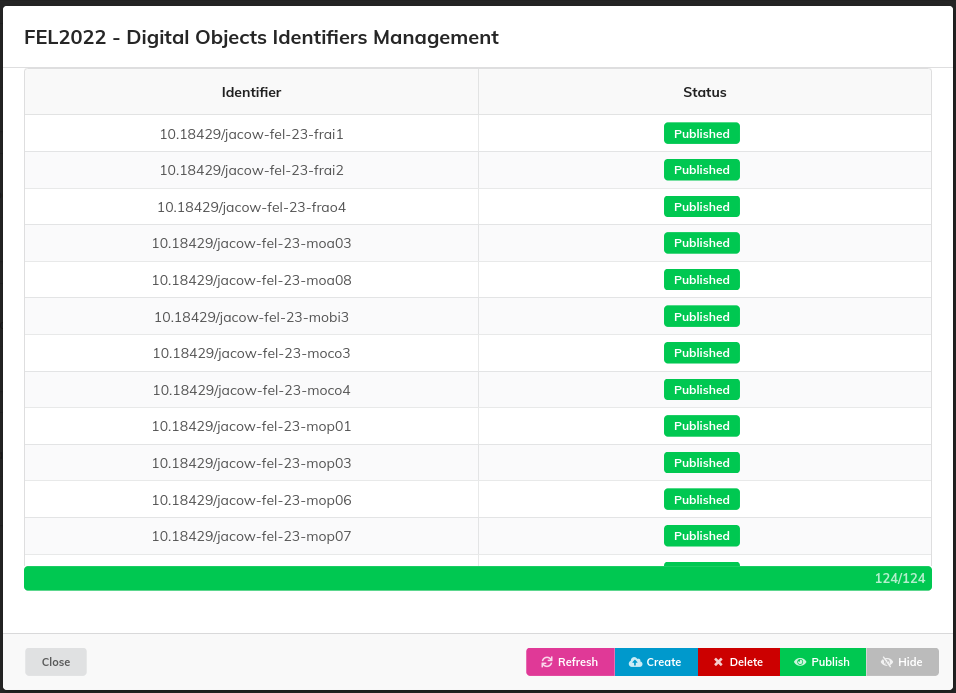 FEL2022 - Digital Objects Identifiers Management
Identifier Status
10.18429/jacow-fel-23-frai1 Published
10.18429/jacow-fel-23-frai2 Published
10.18429/jacow-fel-23-frao4 Published
10.18429/jacow-fel-23-moa03 Published
10.18429/jacow-fel-23-moa08 Published
10.18429/jacow-fel-23-mobi3 Published
10.18429/jacow-fel-23-moco3 Published
10.18429/jacow-fel-23-moco4 Published
10.18429/jacow-fel-23-mop01 Published
10.18429/jacow-fel-23-mop03 Published
10.18429/jacow-fel-23-mop06 Published
10.18429/jacow-fel-23-mop07 Published
124/124
Close Refresh Create Delete Publish Hide